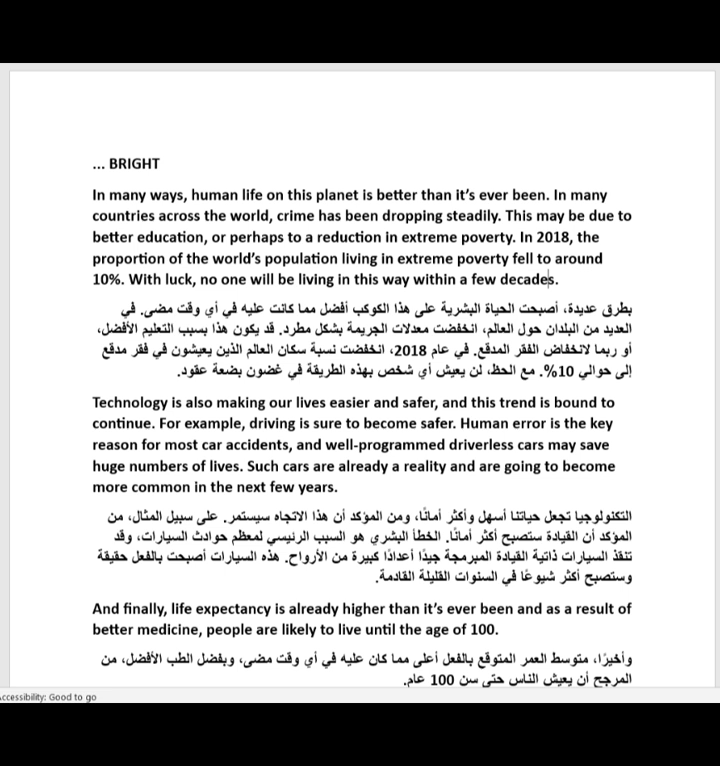 ... BRIGHT
In many ways, human life on this planet is better than it's ever been. In many
countries across the world, crime has been dropping steadily. This may be due to
better education, or perhaps to a reduction in extreme poverty. In 2018, the
proportion of the world's population living in extreme poverty fell to around
10%. With luck, no one will be living in this way within a few decades.
بطرق عديدة، أصبحت الحياة البشرية على هذا الكوكب أفضل مما كانت عليه في أي وقت مضى. في
العديد من البلدان حول العالم، انخفضت معدلات الجريمة بشكل مطرد. قد يكون هذا بسبب التعليم الأفضل،
أو ربما لانخفاض الفقر المدقع. في عام 2018، انخفضت نسبة سكان العالم الذين يعيشون في فقر مدقع
إلى حوالي 10%. مع الحظ، لن يعيش أي شخص بهذه الطريقة في غضون بضعة عقود.
Technology is also making our lives easier and safer, and this trend is bound to
continue. For example, driving is sure to become safer. Human error is the key
reason for most car accidents, and well-programmed driverless cars may save
huge numbers of lives. Such cars are already a reality and are going to become
more common in the next few years.
التكنولوجيا تجعل حياتنا أسهل وأكثر أمانًا، ومن المؤكد أن هذا الاتجاه سيستمر. على سبيل المثال، من
المؤكد أن القيادة ستصبح أكثر أمانًا. الخطأ البشري هو السبب الرئيسي لمعظم حوادث السيارات، وقد
تنقذ السيارات ذاتية القيادة المبرمجة جيدًا أعدادًا كبيرة من الأرواح. هذه السيارات أصبحت بالفعل حقيقة
وستصبح أكثر شيوعًا في السنوات القليلة القادمة.
And finally, life expectancy is already higher than it's ever been and as a result of
better medicine, people are likely to live until the age of 100.
وأخيرًا، متوسط العمر المتوقع بالفعل أعلى مما كان عليه في أي وقت مضى، وبفضل الطب الأفضل، من
المرجح أن يعيش الناس حتى سن 100 عام.
ccessibility: Good to go